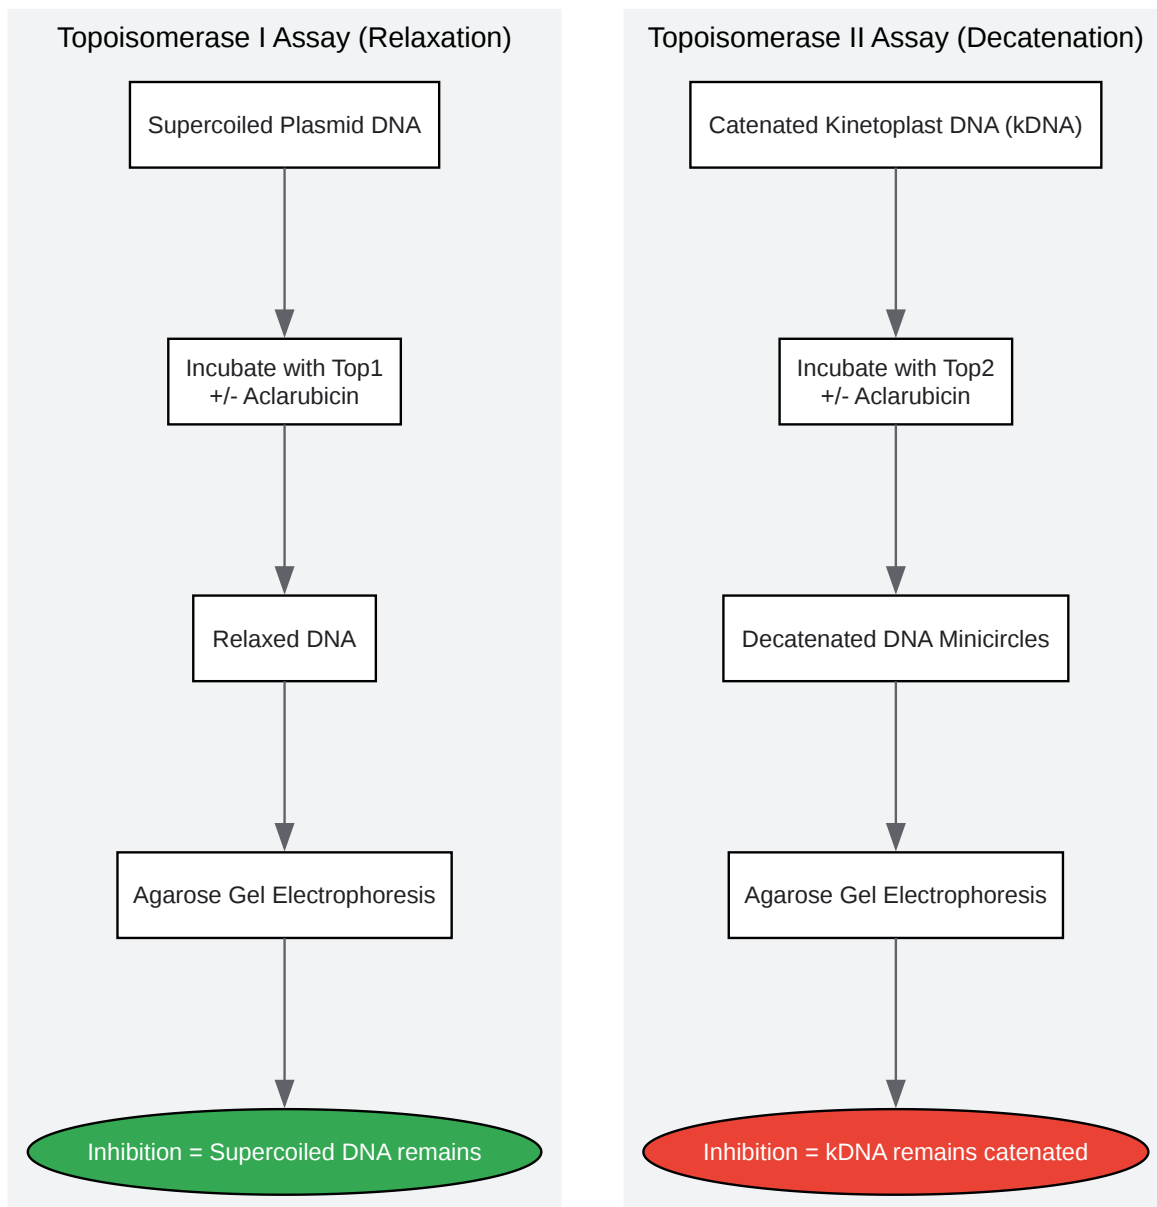 Topoisomerase I Assay (Relaxation)
Supercoiled Plasmid DNA
Incubate with Top1
+/- Aclarubicin
Relaxed DNA
Agarose Gel Electrophoresis
Inhibition = Supercoiled DNA remains
Topoisomerase II Assay (Decatenation)
Catenated Kinetoplast DNA (kDNA)
Incubate with Top2
+/- Aclarubicin
Decatenated DNA Minicircles
Agarose Gel Electrophoresis
Inhibition = kDNA remains catenated